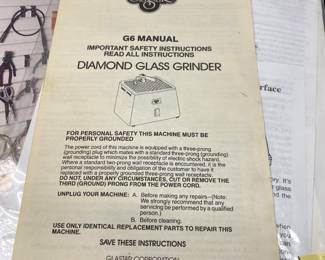 G6 MANUAL
IMPORTANT SAFETY INSTRUCTIONS
READ ALL INSTRUCTIONS
DIAMOND GLASS GRINDER
FOR PERSONAL SAFETY THIS MACHINE MUST BE
PROPERLY GROUNDED
The power cord of this machine is equipped with a three-prong
(grounding) plug which mates with a standard three-prong (grounding)
wall receptacle to minimize the possibility of electric shock hazard.
Where a standard two-prong wall receptacle is encountered, it is the
personal responsibility and obligation of the customer to have it
replaced with a properly grounded three-prong wall receptacle.
DO NOT, UNDER ANY CIRCUMSTANCES, CUT OR REMOVE THE
THIRD (GROUND) PRONG FROM THE POWER CORD.
UNPLUG YOUR MACHINE: A. Before making any repairs--(Note:
We strongly recommend that any
servicing be performed by a qualified
person.)
B. Before cleaning.
USE ONLY IDENTICAL REPLACEMENT PARTS TO REPAIR THIS
MACHINE.
SAVE THESE INSTRUCTIONS
GLASTAR CORPORATION
rface
It's
glass
or